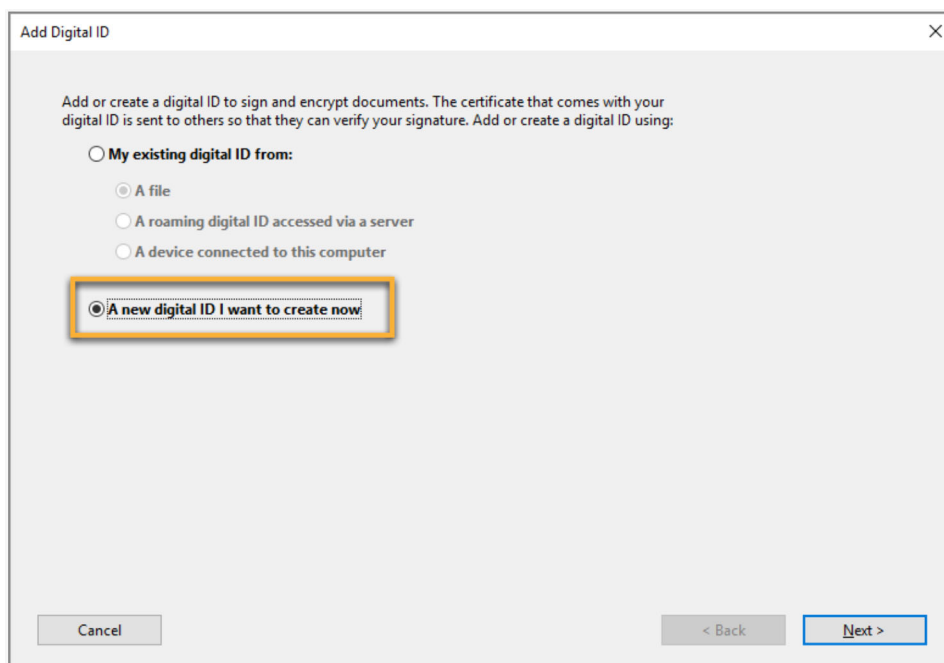 Add Digital ID
Add or create a digital ID to sign and encrypt documents. The certificate that comes with your
digital ID is sent to others so that they can verify your signature. Add or create a digital ID using:
My existing digital ID from:
A file
A roaming digital ID accessed via a server
A device connected to this computer
A new digital ID I want to create now
Cancel
< Back
Next >